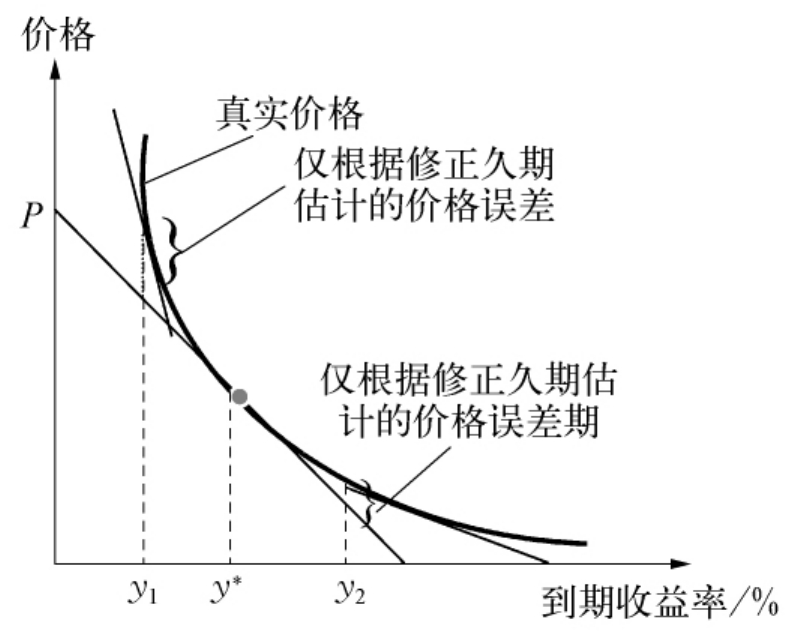 价格
真实价格
仅根据修正久期
估计的价格误差
P
仅根据修正久期估
计的价格误差期
y₁
y*
y₂
到期收益率/%